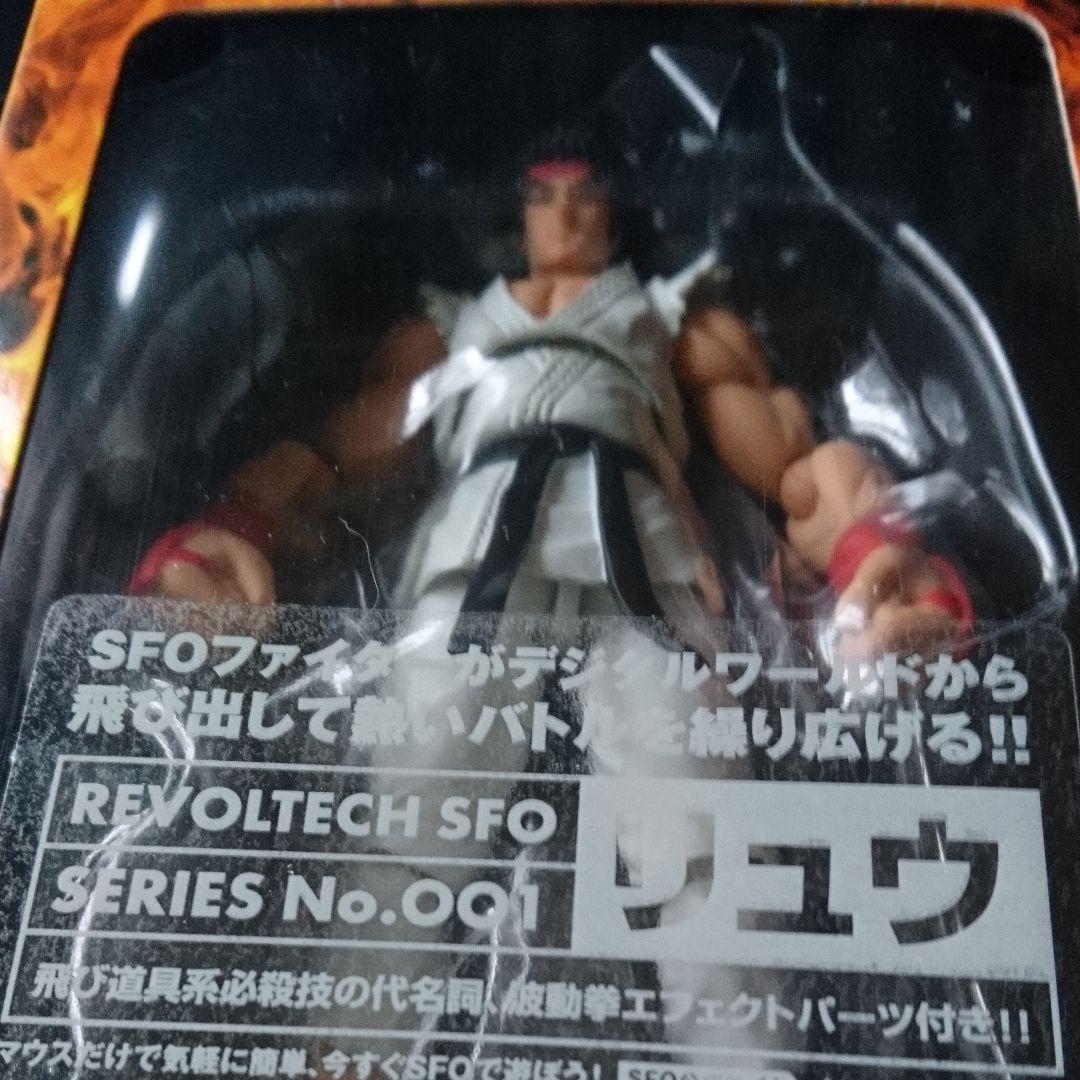 SFOファイターがデジタルワールドから
飛び出して熱いバトルを繰り広げる!!
REVOLTECH SFO
SERIES No.001
リュウ
飛び道具系必殺技の代名詞、波動拳エフェクトパーツ付き!!
マウスだけで気軽に簡単、今すぐSFOで遊ぼう!